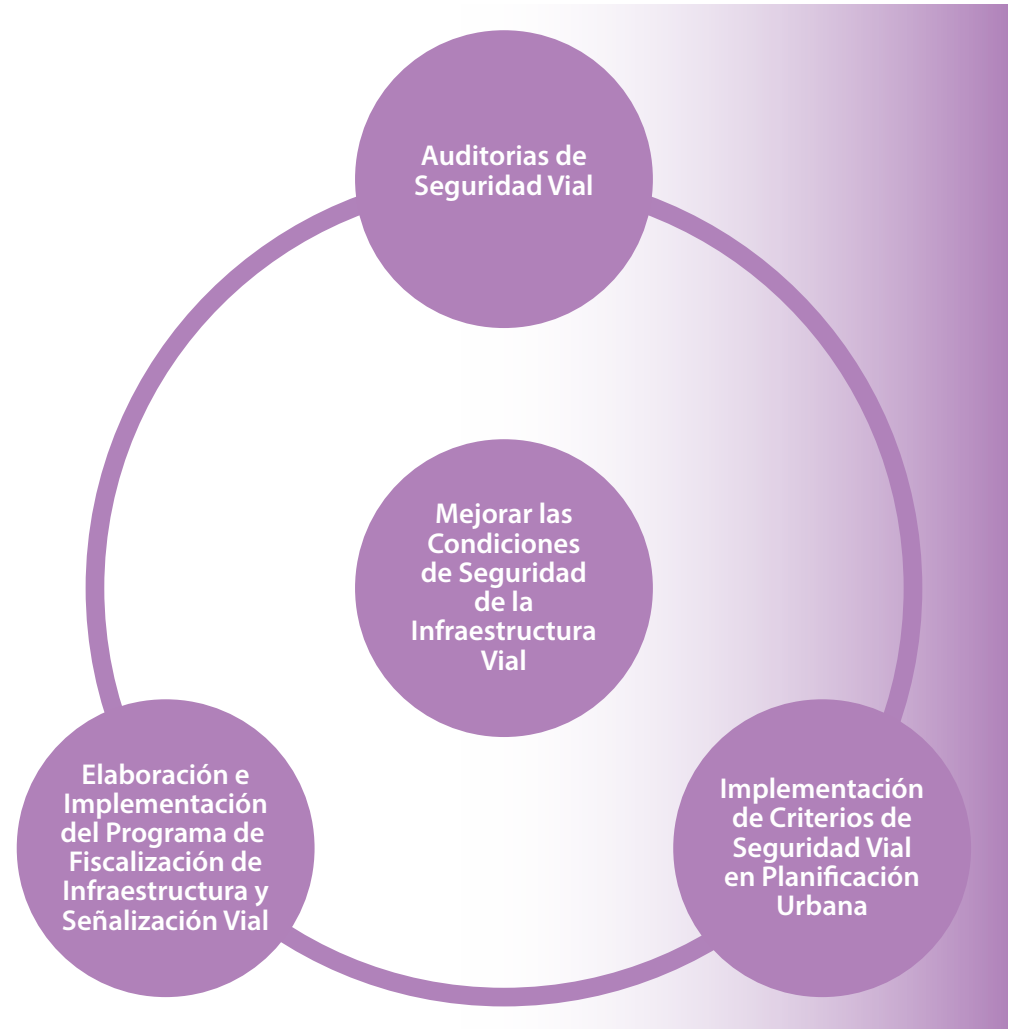 Auditorias de
Seguridad Vial
Mejorar las
Condiciones
de Seguridad
de la
Infraestructura
Vial
Elaboración e
Implementación
del Programa de
Fiscalización de
Infraestructura y
Señalización Vial
Implementación
de Criterios de
Seguridad Vial
en Planificación
Urbana